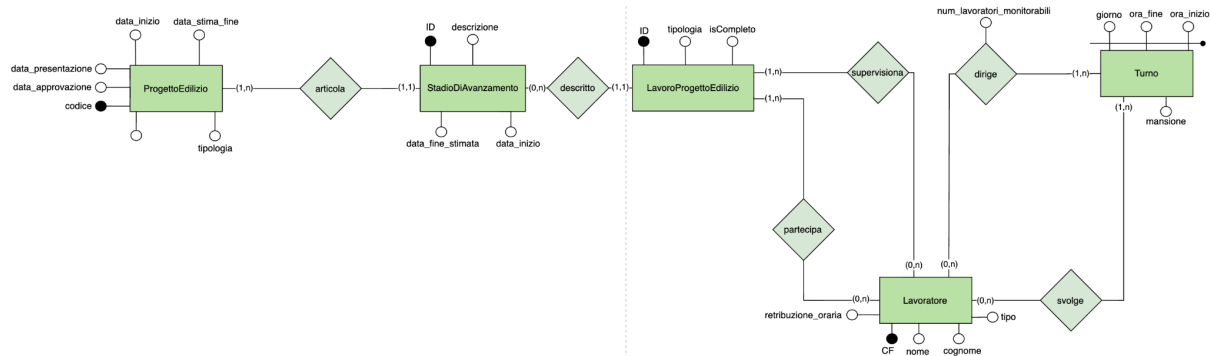 data_inizio
data_stima_fine
data_presentazione
data_approvazione
codice
ProgettoEdilizio
tipologia
(1,n)
articola
(1,1)
ID
descrizione
StadioDiAvanzamento
data_fine_stimata
data_inizio
(0,n)
descritto
(1,1)
ID
tipologia
isCompleto
LavoroProgettoEdilizio
(1,n)
(1,n)
supervisiona
partecipa
num_lavoratori_monitorabili
dirige
(1,n)
giorno
ora_fine
ora_inizio
Turno
mansione
(1,n)
(0,n)
(0,n)
(0,n)
Lavoratore
(0,n)
svolge
retribuzione_oraria
tipo
CF
nome
cognome